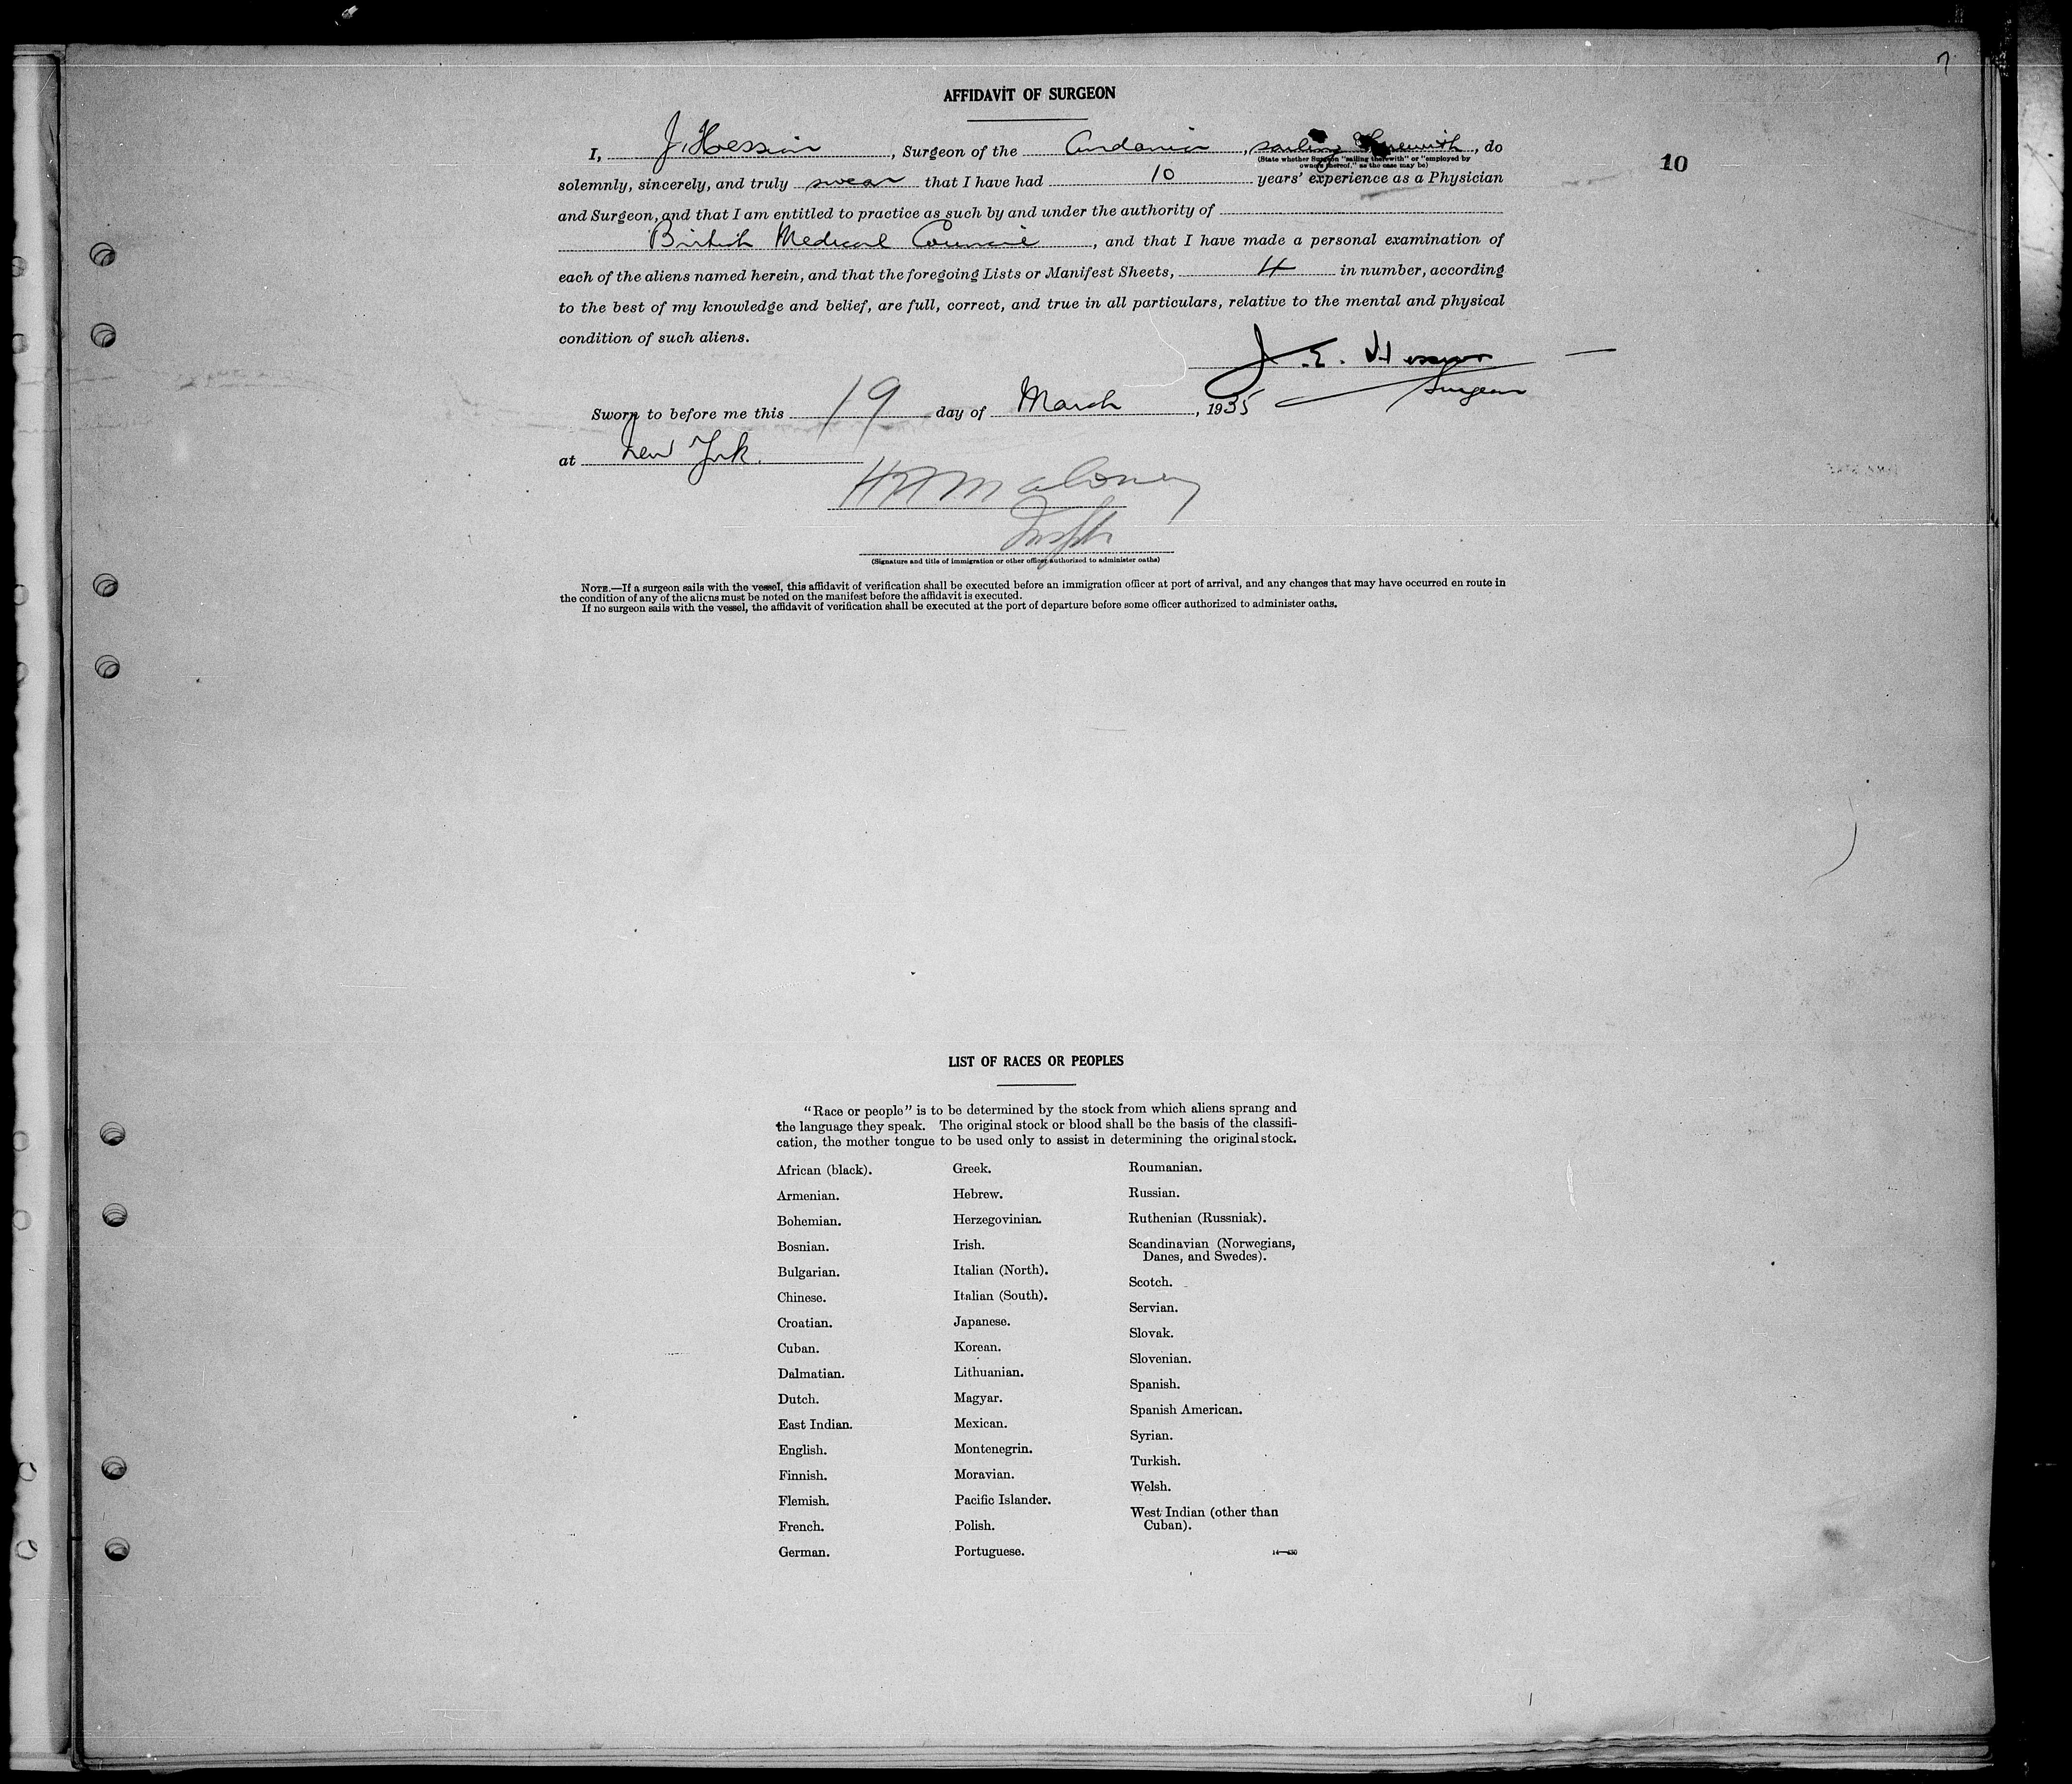 7
AFFIDAVIT OF SURGEON
I, J. Hessian, Surgeon of the Andania, sailing therewith, do
(State whether Surgeon "sailing therewith" or "employed by
owners thereof," as the case may be)
10
solemnly, sincerely, and truly swear that I have had 10 years' experience as a Physician
and Surgeon, and that I am entitled to practice as such by and under the authority of
British Medical Council, and that I have made a personal examination of
each of the aliens named herein, and that the foregoing Lists or Manifest Sheets, 4 in number, according
to the best of my knowledge and belief, are full, correct, and true in all particulars, relative to the mental and physical
condition of such aliens.
J. E. Hessian
Surgeon
Sworn to before me this 19 day of March, 1935
at New York.
Maloney
(Signature and title of immigration or other officer authorized to administer oaths)
NOTE.—If a surgeon sails with the vessel, this affidavit of verification shall be executed before an immigration officer at port of arrival, and any changes that may have occurred en route in
the condition of any of the aliens must be noted on the manifest before the affidavit is executed.
If no surgeon sails with the vessel, the affidavit of verification shall be executed at the port of departure before some officer authorized to administer oaths.
LIST OF RACES OR PEOPLES
"Race or people" is to be determined by the stock from which aliens sprang and
the language they speak. The original stock or blood shall be the basis of the classifi-
cation, the mother tongue to be used only to assist in determining the original stock.
African (black).
Armenian.
Bohemian.
Bosnian.
Bulgarian.
Chinese.
Croatian.
Cuban.
Dalmatian.
Dutch.
East Indian.
English.
Finnish.
Flemish.
French.
German.
Greek.
Hebrew.
Herzegovinian.
Irish.
Italian (North).
Italian (South).
Japanese.
Korean.
Lithuanian.
Magyar.
Mexican.
Montenegrin.
Moravian.
Pacific Islander.
Polish.
Portuguese.
Roumanian.
Russian.
Ruthenian (Russniak).
Scandinavian (Norwegians,
Danes, and Swedes).
Scotch.
Servian.
Slovak.
Slovenian.
Spanish.
Spanish American.
Syrian.
Turkish.
Welsh.
West Indian (other than
Cuban).